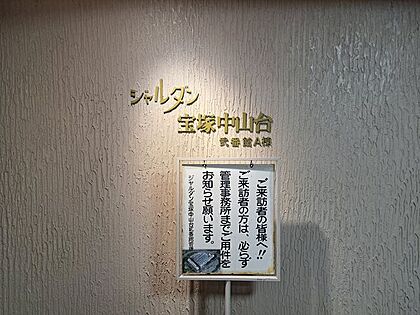 シャルダン
宝塚中山台
弐番館A棟
ご来訪者の皆様へ!!
ご来訪者の方は、必らず
管理事務所までご用件を
お知らせ願います。